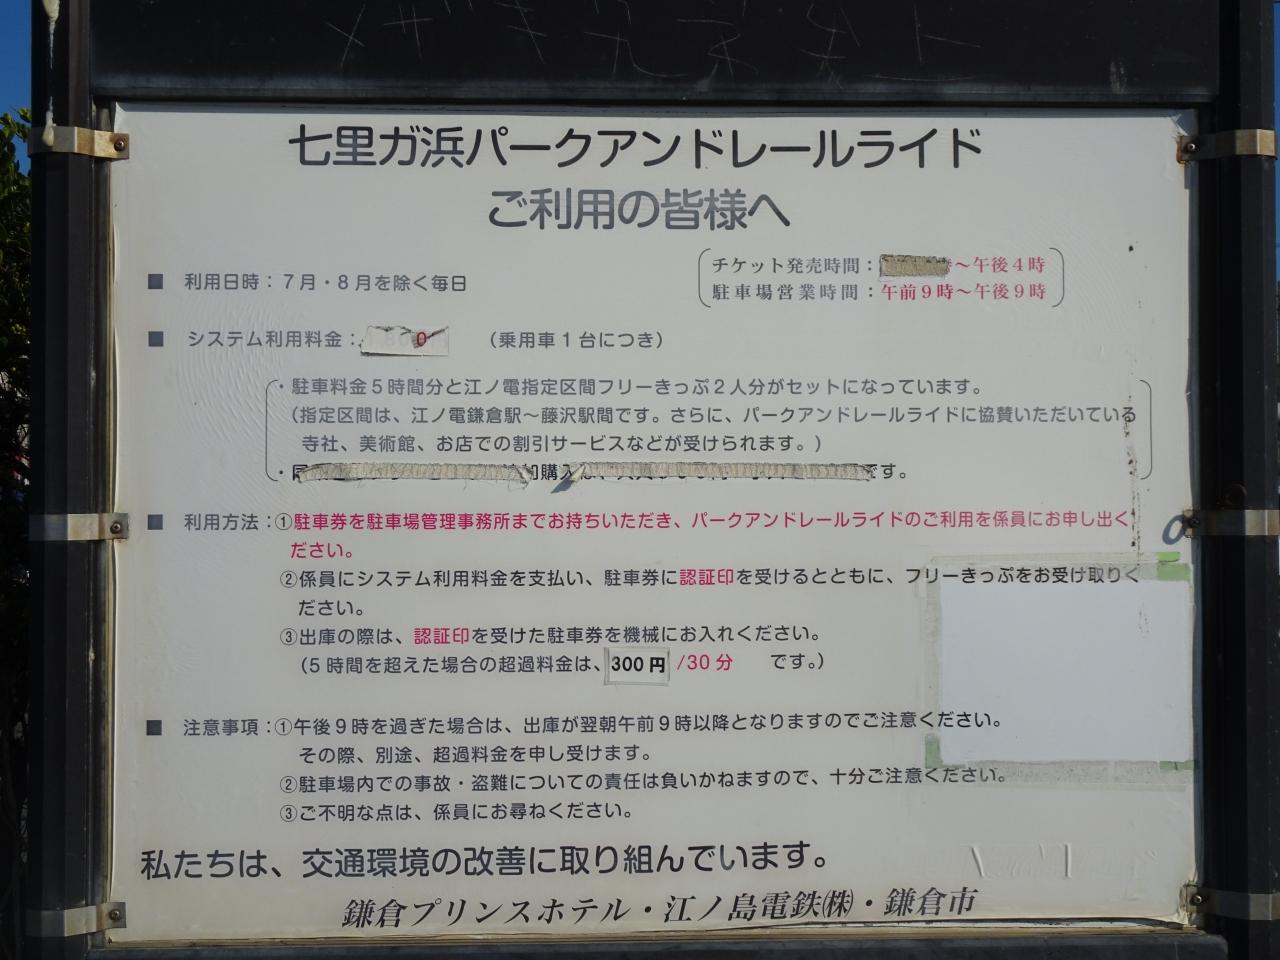 七里ガ浜パークアンドレールライド
ご利用の皆様へ
チケット発売時間：～午後４時
駐車場営業時間：午前９時～午後９時
■ 利用日時：７月・８月を除く毎日
■ システム利用料金： （乗用車１台につき）
・駐車料金５時間分と江ノ電指定区間フリーきっぷ２人分がセットになっています。
（指定区間は、江ノ電鎌倉駅～藤沢駅間です。さらに、パークアンドレールライドに協賛いただいている
寺社、美術館、お店での割引サービスなどが受けられます。）
・ 購入 です。
■ 利用方法：①駐車券を駐車場管理事務所までお持ちいただき、パークアンドレールライドのご利用を係員にお申し出く
ださい。
②係員にシステム利用料金を支払い、駐車券に認証印を受けるとともに、フリーきっぷをお受け取りく
ださい。
③出庫の際は、認証印を受けた駐車券を機械にお入れください。
（５時間を超えた場合の超過料金は、300円/30分 です。）
■ 注意事項：①午後９時を過ぎた場合は、出庫が翌朝午前９時以降となりますのでご注意ください。
その際、別途、超過料金を申し受けます。
②駐車場内での事故・盗難についての責任は負いかねますので、十分ご注意ください。
③ご不明な点は、係員にお尋ねください。
私たちは、交通環境の改善に取り組んでいます。
鎌倉プリンスホテル・江ノ島電鉄㈱・鎌倉市